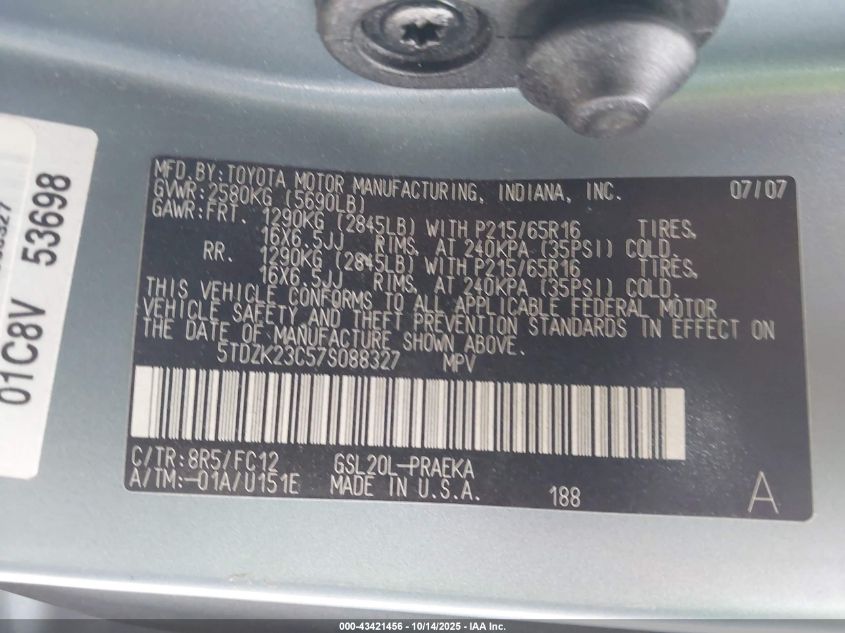 MFD.BY:TOYOTA MOTOR MANUFACTURING, INDIANA, INC. 07/07
GVWR:2580KG (5690LB)
GAWR:FRT. 1290KG (2845LB) WITH P215/65R16 TIRES,
16X6.5JJ RIMS, AT 240KPA (35PSI) COLD.
RR. 1290KG (2845LB) WITH P215/65R16 TIRES,
16X6.5JJ RIMS, AT 240KPA (35PSI) COLD.
THIS VEHICLE CONFORMS TO ALL APPLICABLE FEDERAL MOTOR
VEHICLE SAFETY AND THEFT PREVENTION STANDARDS IN EFFECT ON
THE DATE OF MANUFACTURE SHOWN ABOVE.
5TDZK23C57S088327 MPV
C/TR:8R5/FC12 GSL20L-PRAEKA
A/TM:-01A/U151E MADE IN U.S.A. 188 A
01C8V 53698
000-43421456 | 10/14/2025 - IAA Inc.